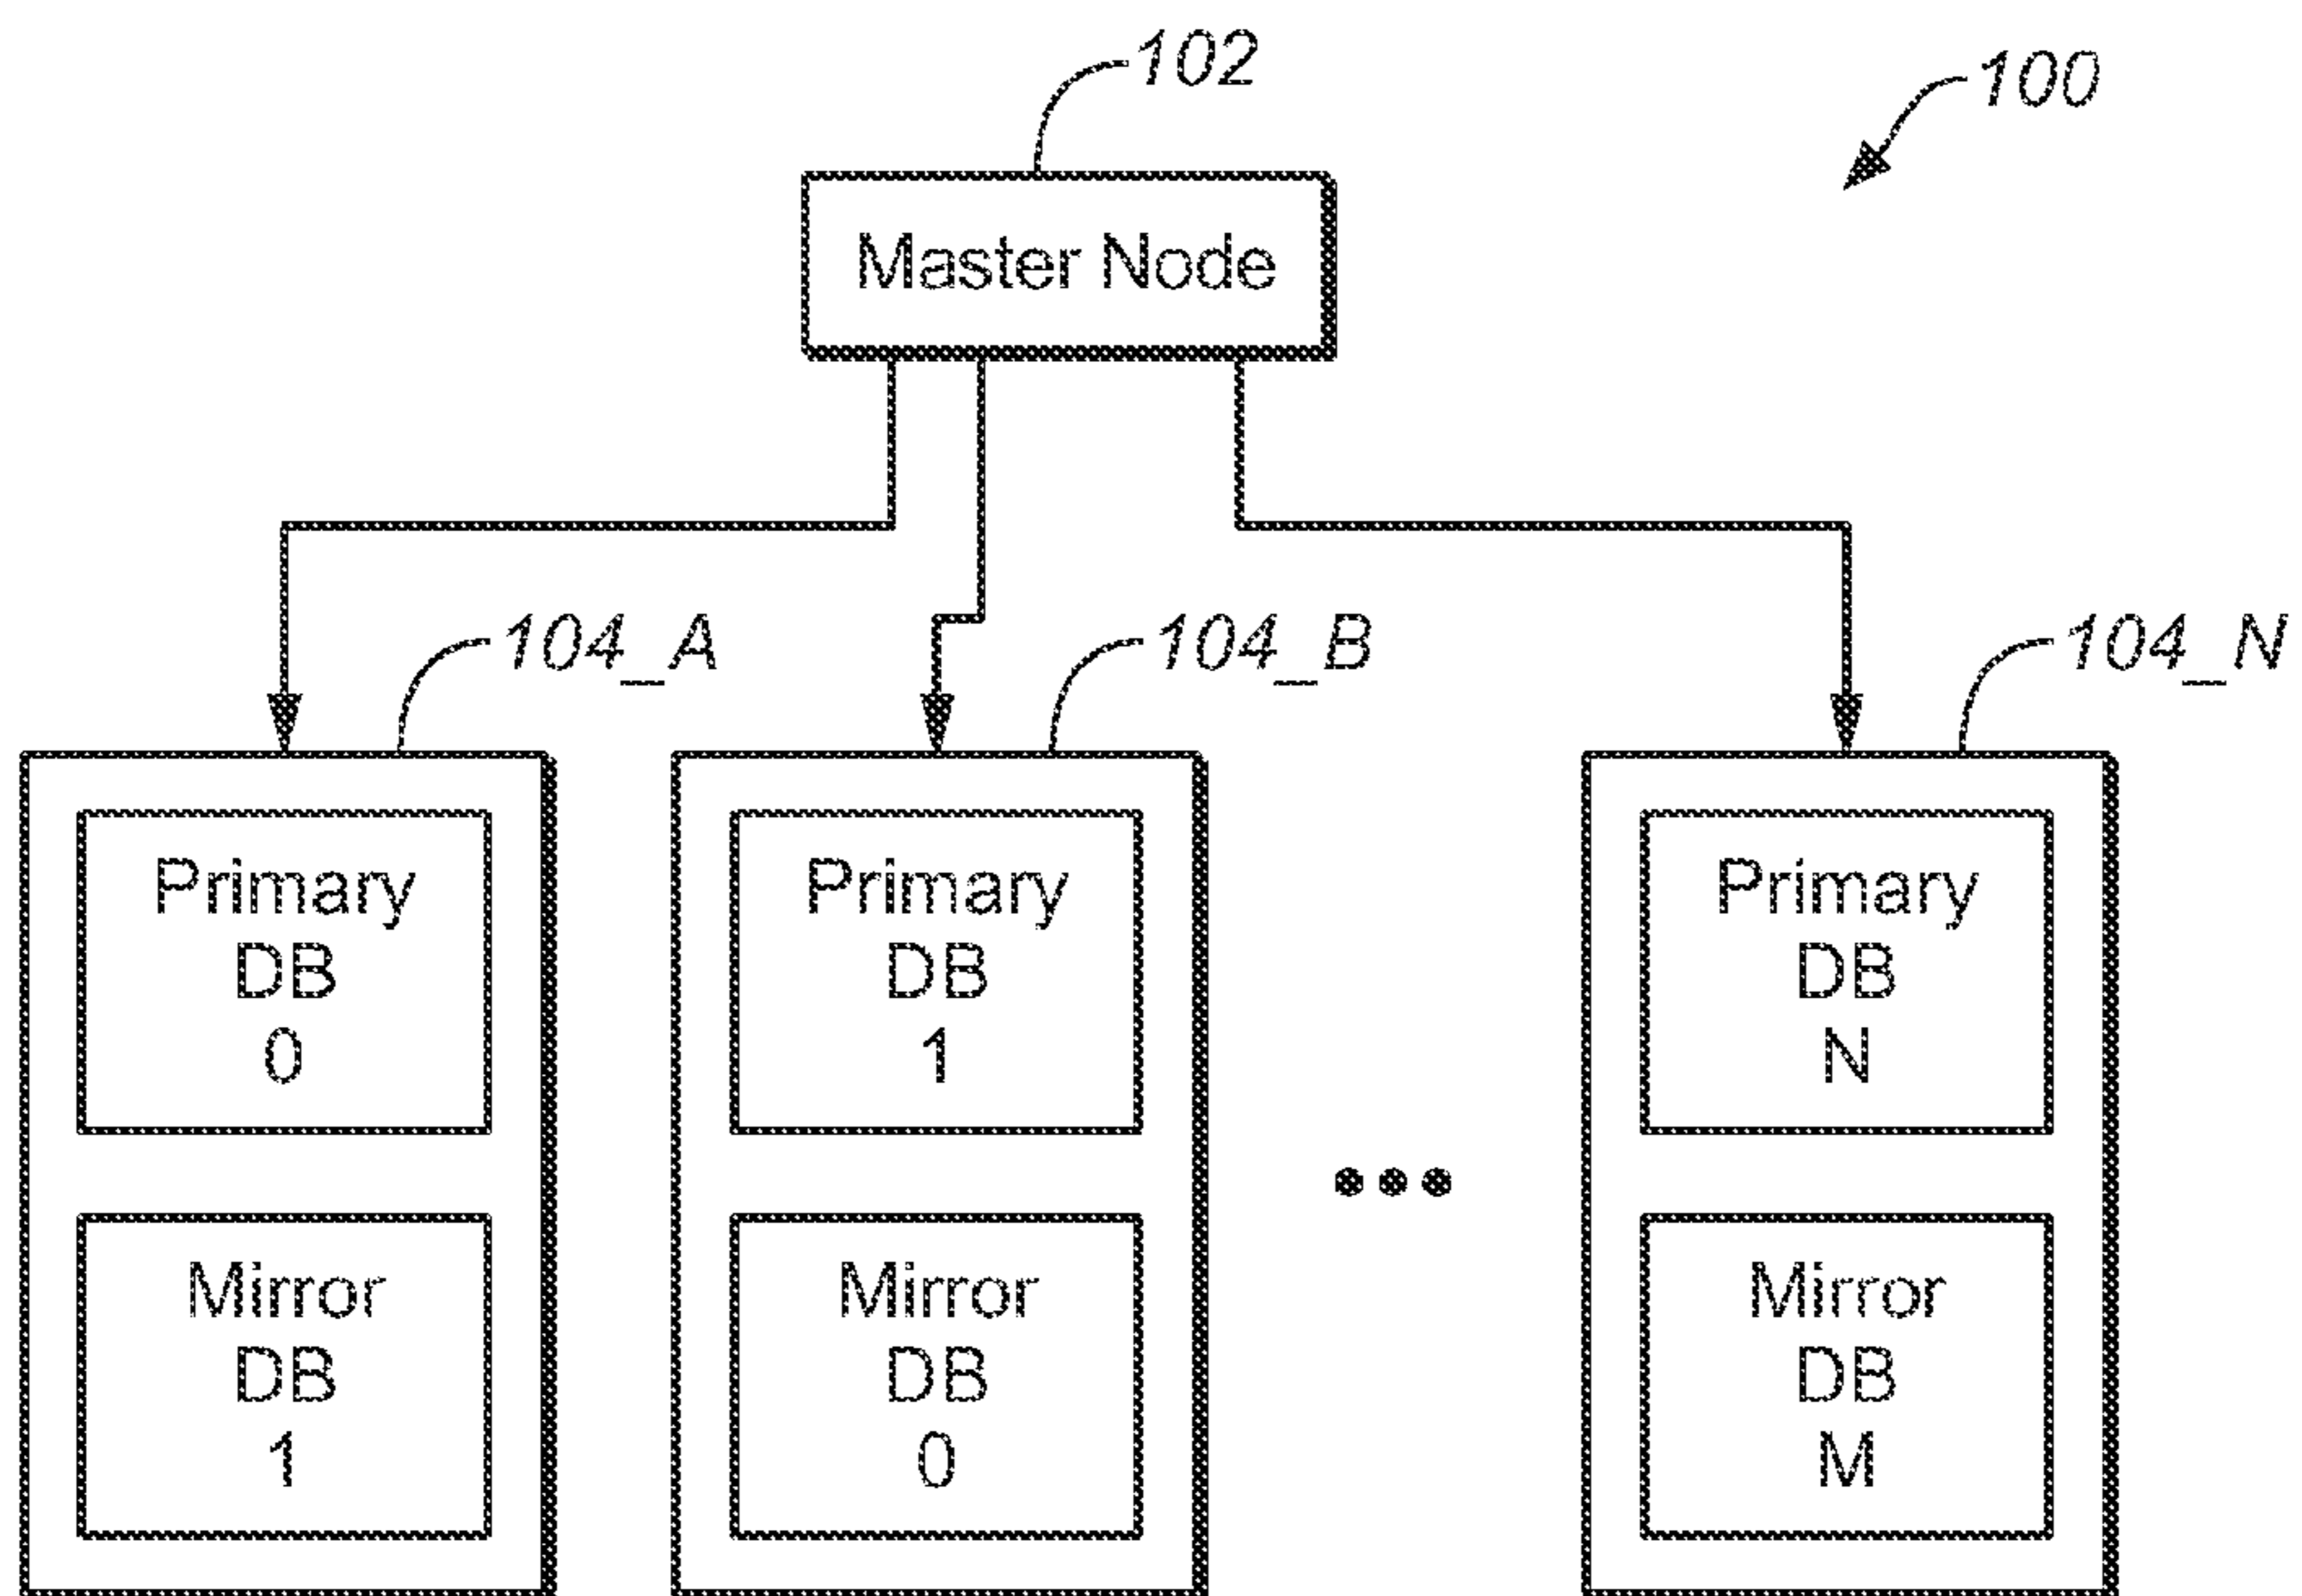 102
100
Master Node
104_A
104_B
104_N
Primary
DB
0
Primary
DB
1
Primary
DB
N
Mirror
DB
1
Mirror
DB
0
Mirror
DB
M